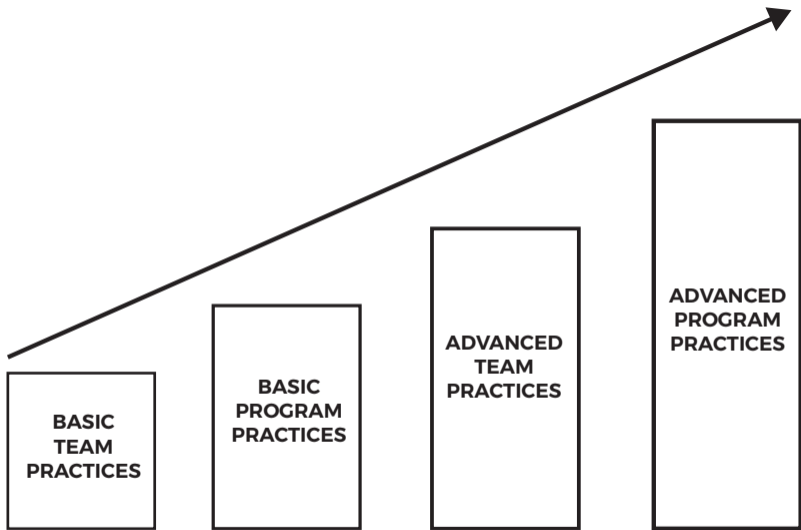 BASIC
TEAM
PRACTICES
BASIC
PROGRAM
PRACTICES
ADVANCED
TEAM
PRACTICES
ADVANCED
PROGRAM
PRACTICES